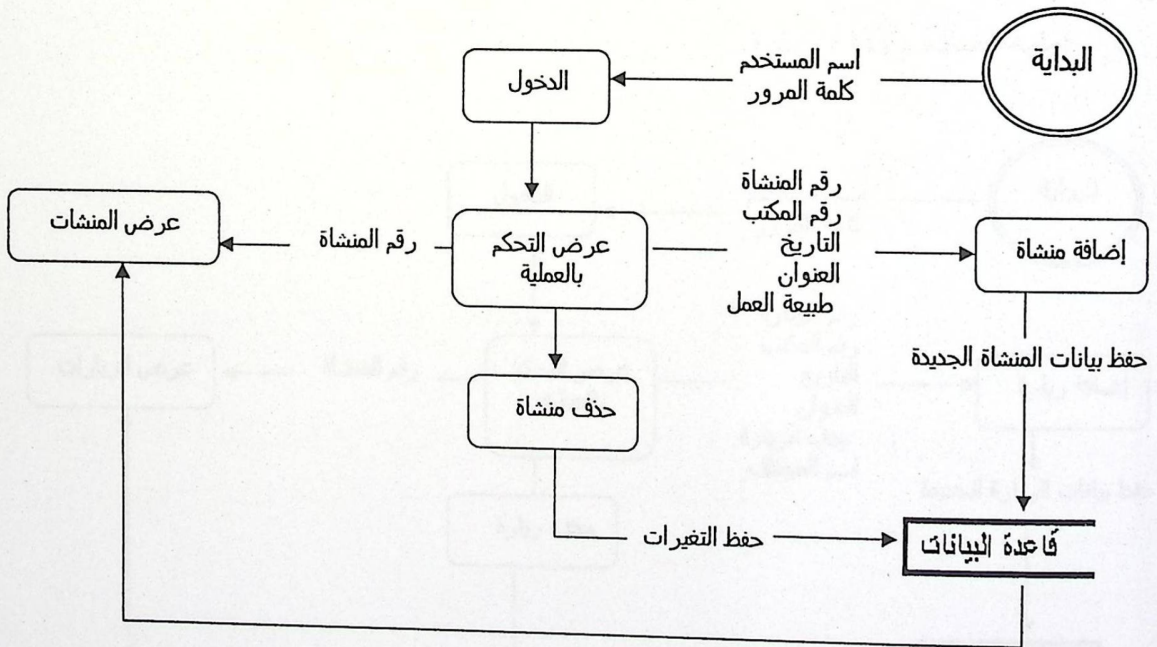 البداية
اسم المستخدم
كلمة المرور
الدخول
رقم المنشاة
رقم المكتب
التاريخ
العنوان
طبيعة العمل
إضافة منشاة
عرض التحكم
بالعملية
رقم المنشاة
عرض المنشات
حفظ بيانات المنشاة الجديدة
حذف منشاة
حفظ التغيرات
قاعدة البيانات